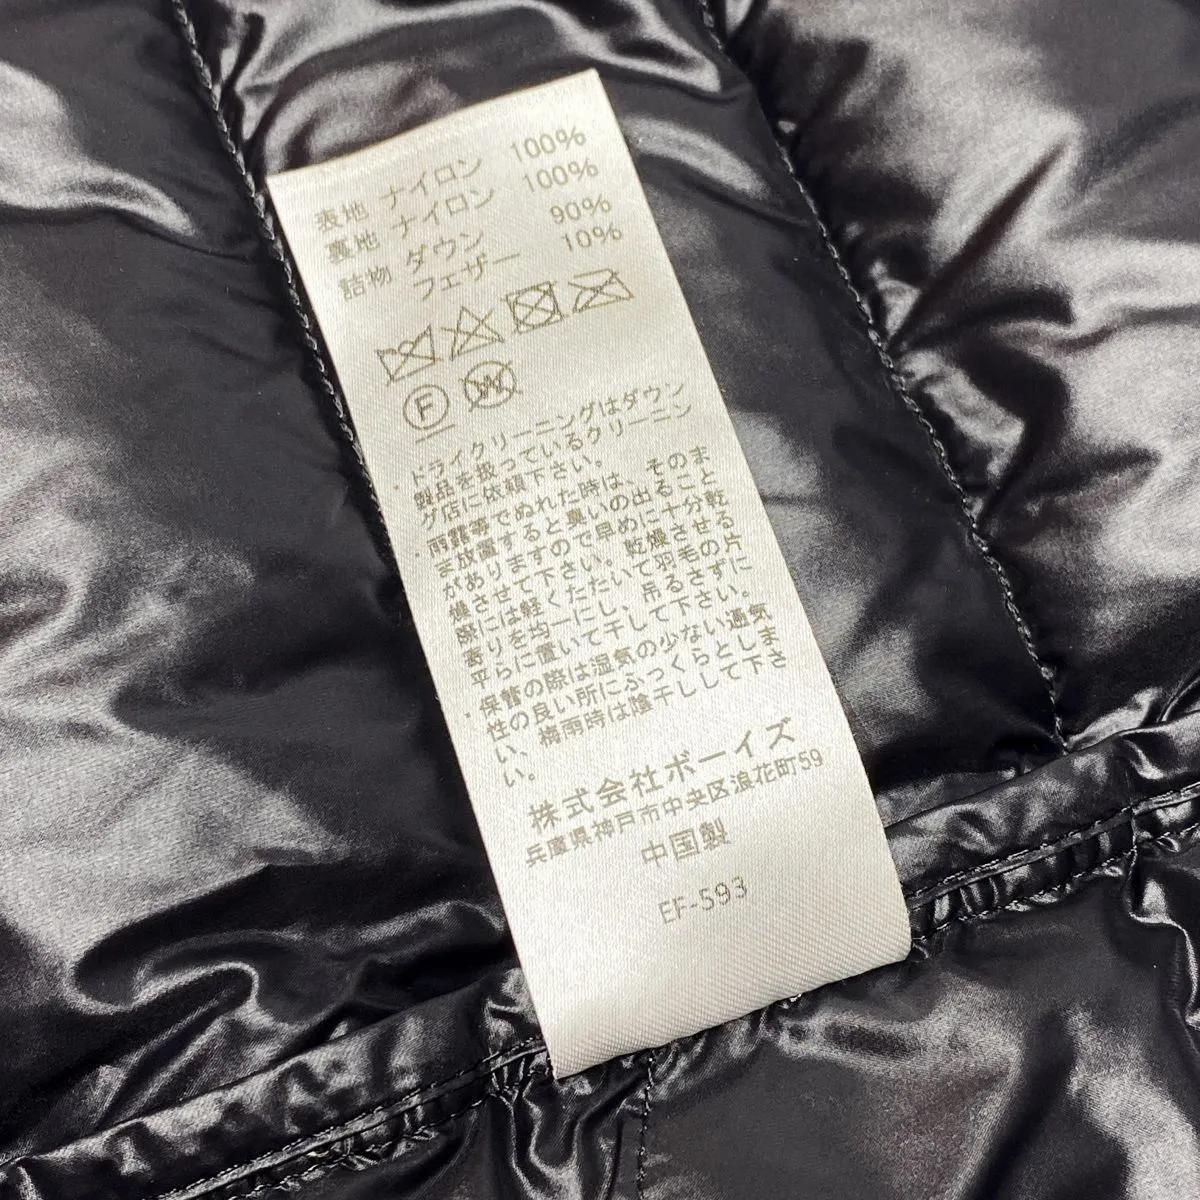 表地 ナイロン 100%
裏地 ナイロン 100%
詰物 ダウン 90%
フェザー 10%
F W
・ドライクリーニングはダウン
製品を扱っているクリーニン
グ店に依頼下さい。
・雨露等でぬれた時は、そのま
ま放置すると臭いの出ること
がありますので早めに十分乾
燥させて下さい。乾燥させる
際には軽くたたいて羽毛の片
寄りを均一にし、吊るさずに
平らに置いて干して下さい。
・保管の際は湿気の少ない通気
性の良い所にふっくらとしま
い、梅雨時は陰干しして下さ
い。
株式会社ボーイズ
兵庫県神戸市中央区浪花町59
中国製
EF-593